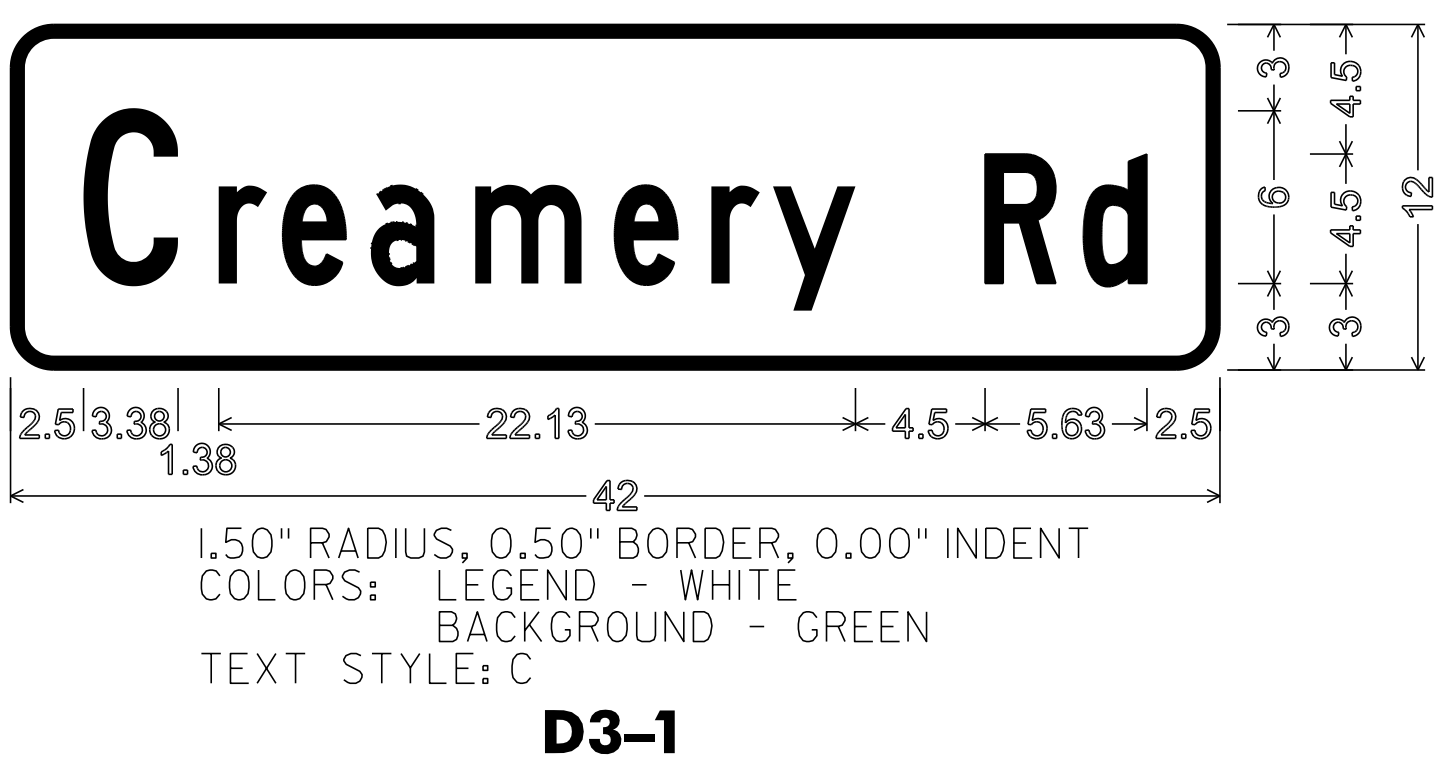 Creamery Rd
3 4.5
6 4.5 12
3 3
2.5 3.38 22.13 4.5 5.63 2.5
1.38
42
1.50" RADIUS, 0.50" BORDER, 0.00" INDENT
COLORS: LEGEND - WHITE
BACKGROUND - GREEN
TEXT STYLE: C
D3–1